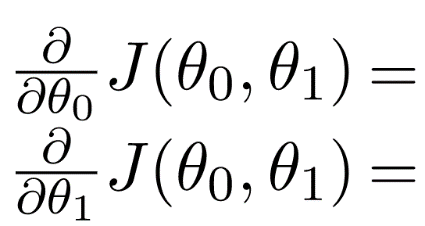 ∂/∂θ₀ J(θ₀, θ₁) =
∂/∂θ₁ J(θ₀, θ₁) =